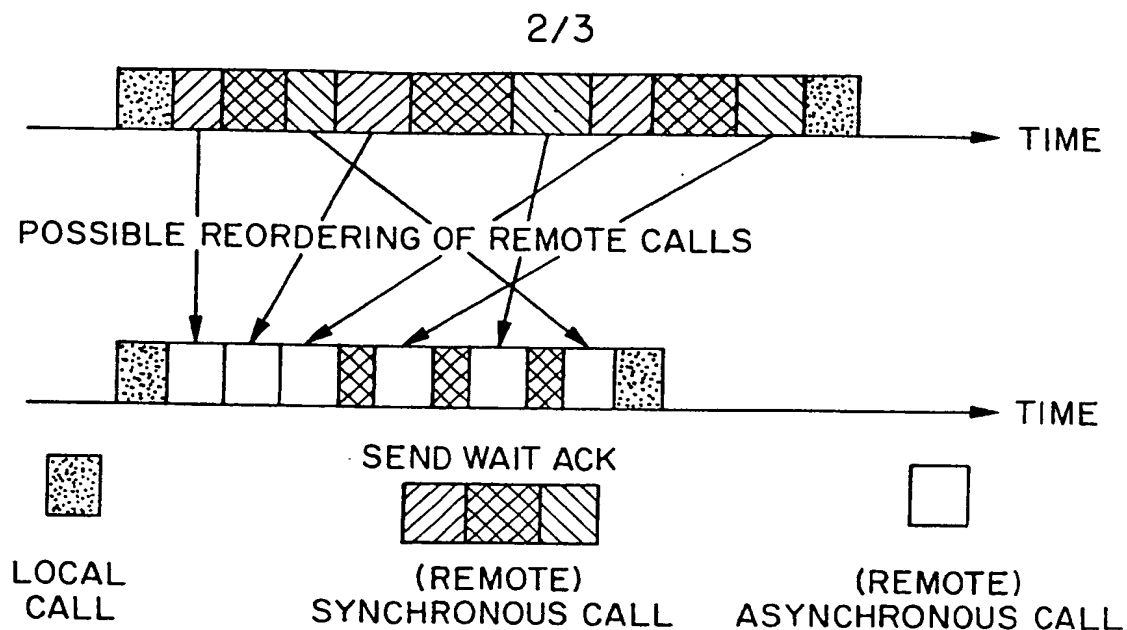 2/3
TIME
POSSIBLE REORDERING OF REMOTE CALLS
TIME
SEND WAIT ACK
LOCAL
CALL
(REMOTE)
SYNCHRONOUS CALL
(REMOTE)
ASYNCHRONOUS CALL